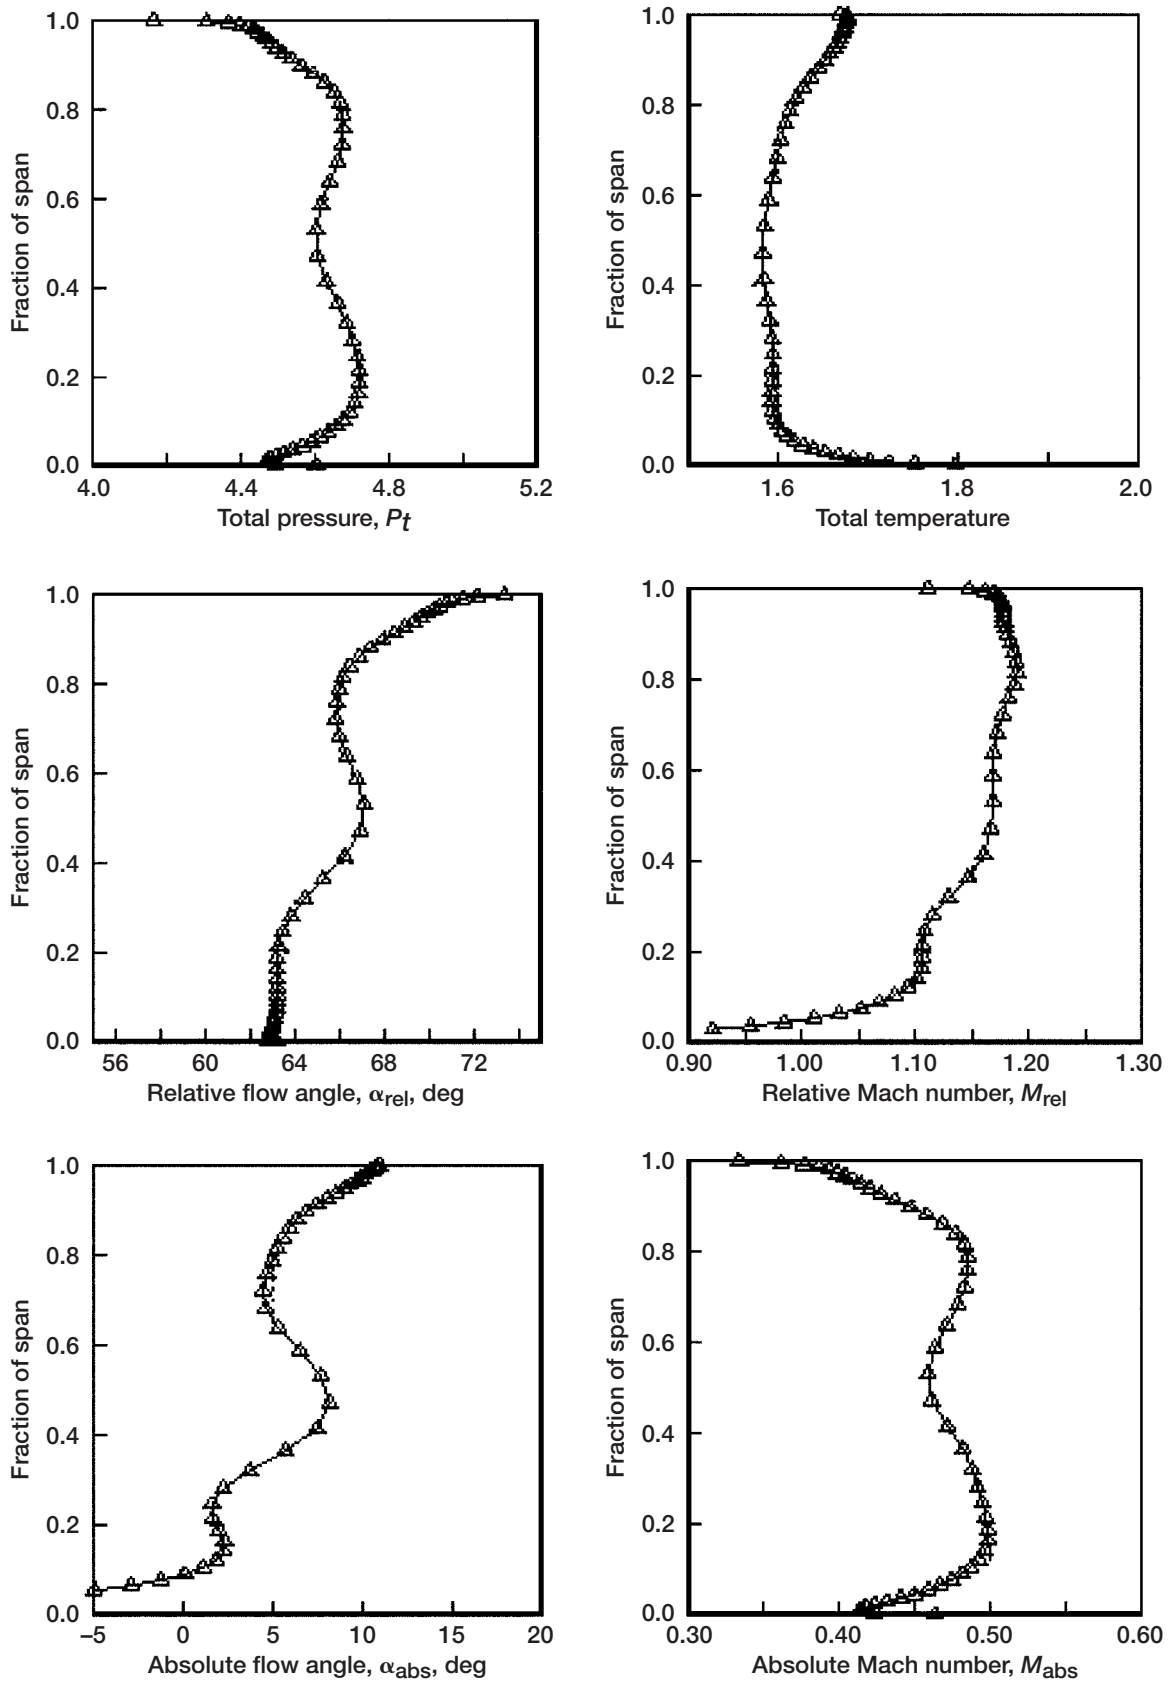 Fraction of span
1.0
0.8
0.6
0.4
0.2
0.0
4.0 4.4 4.8 5.2
Total pressure, Pt
Fraction of span
1.0
0.8
0.6
0.4
0.2
0.0
1.6 1.8 2.0
Total temperature
Fraction of span
1.0
0.8
0.6
0.4
0.2
0.0
56 60 64 68 72
Relative flow angle, αrel, deg
Fraction of span
1.0
0.8
0.6
0.4
0.2
0.0
0.90 1.00 1.10 1.20 1.30
Relative Mach number, Mrel
Fraction of span
1.0
0.8
0.6
0.4
0.2
0.0
–5 0 5 10 15 20
Absolute flow angle, αabs, deg
Fraction of span
1.0
0.8
0.6
0.4
0.2
0.0
0.30 0.40 0.50 0.60
Absolute Mach number, Mabs